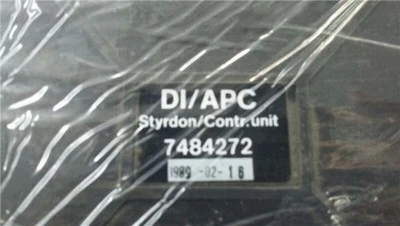 DI/APC
Styrdon/Contr.unit
7484272
1989 -02- 16